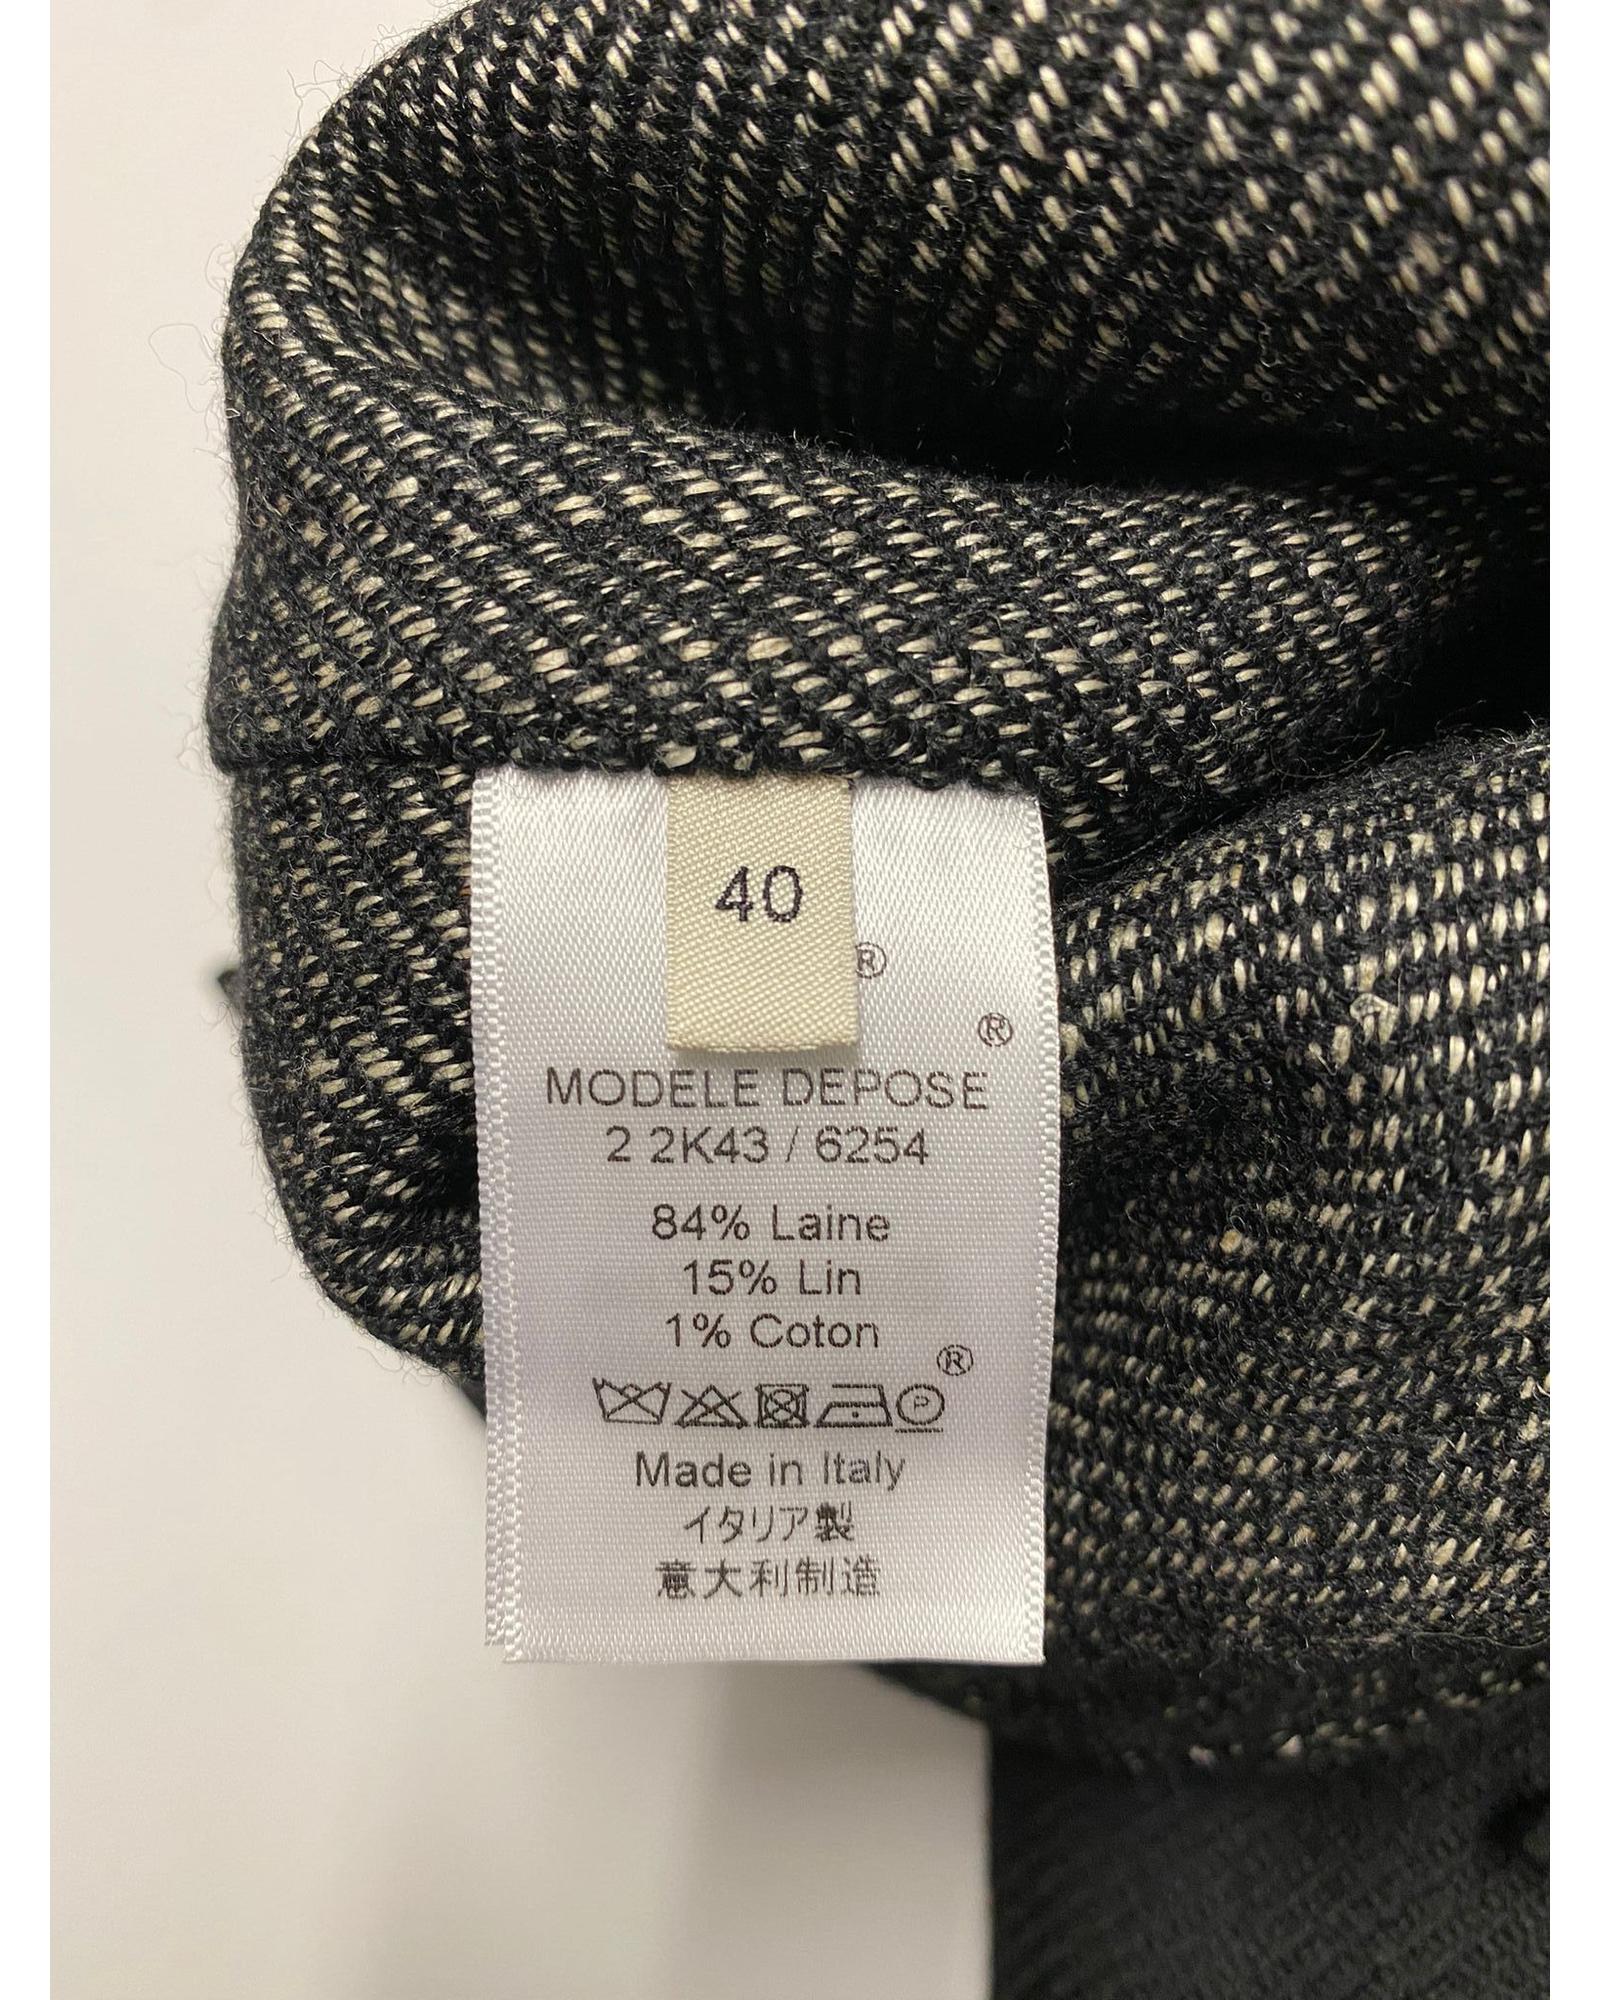 40
®
®
MODELE DEPOSE
2 2K43 / 6254
84% Laine
15% Lin
1% Coton
®
P
Made in Italy
イタリア製
意大利制造